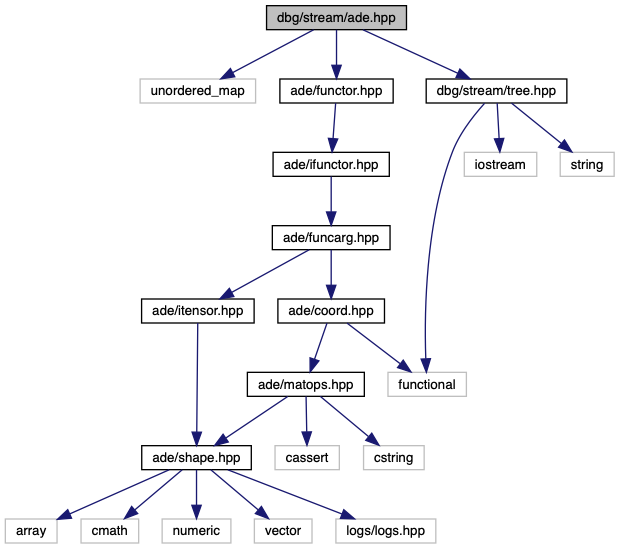 dbg/stream/ade.hpp
unordered_map
ade/functor.hpp
dbg/stream/tree.hpp
ade/ifunctor.hpp
iostream
string
ade/funcarg.hpp
ade/itensor.hpp
ade/coord.hpp
ade/matops.hpp
functional
ade/shape.hpp
cassert
cstring
array
cmath
numeric
vector
logs/logs.hpp